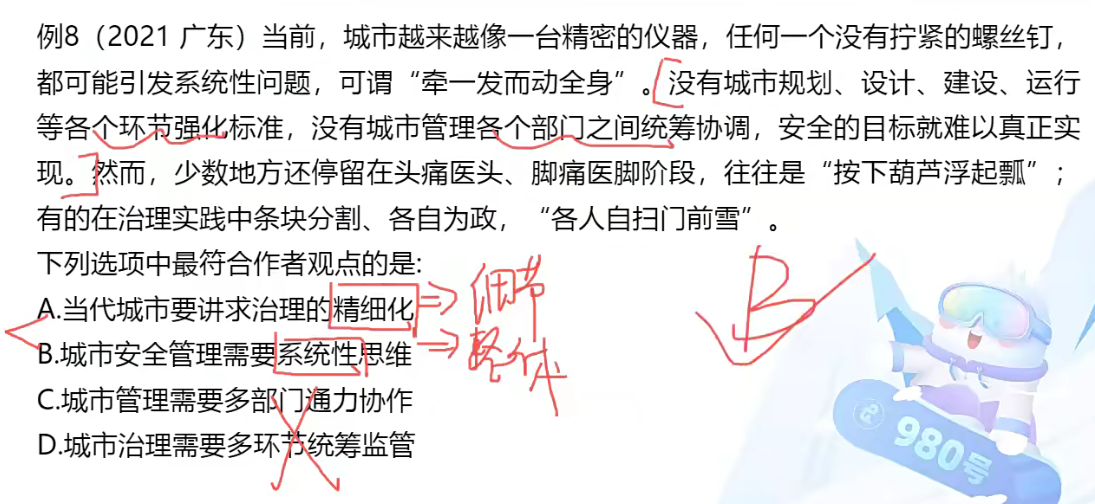 例8（2021 广东）当前，城市越来越像一台精密的仪器，任何一个没有拧紧的螺丝钉，
都可能引发系统性问题，可谓“牵一发而动全身”。没有城市规划、设计、建设、运行
等各个环节强化标准，没有城市管理各个部门之间统筹协调，安全的目标就难以真正实
现。然而，少数地方还停留在头痛医头、脚痛医脚阶段，往往是“按下葫芦浮起瓢”；
有的在治理实践中条块分割、各自为政，“各人自扫门前雪”。
下列选项中最符合作者观点的是:
A.当代城市要讲求治理的精细化
细节
B.城市安全管理需要系统性思维
整体
B
C.城市管理需要多部门通力协作
D.城市治理需要多环节统筹监管
980号